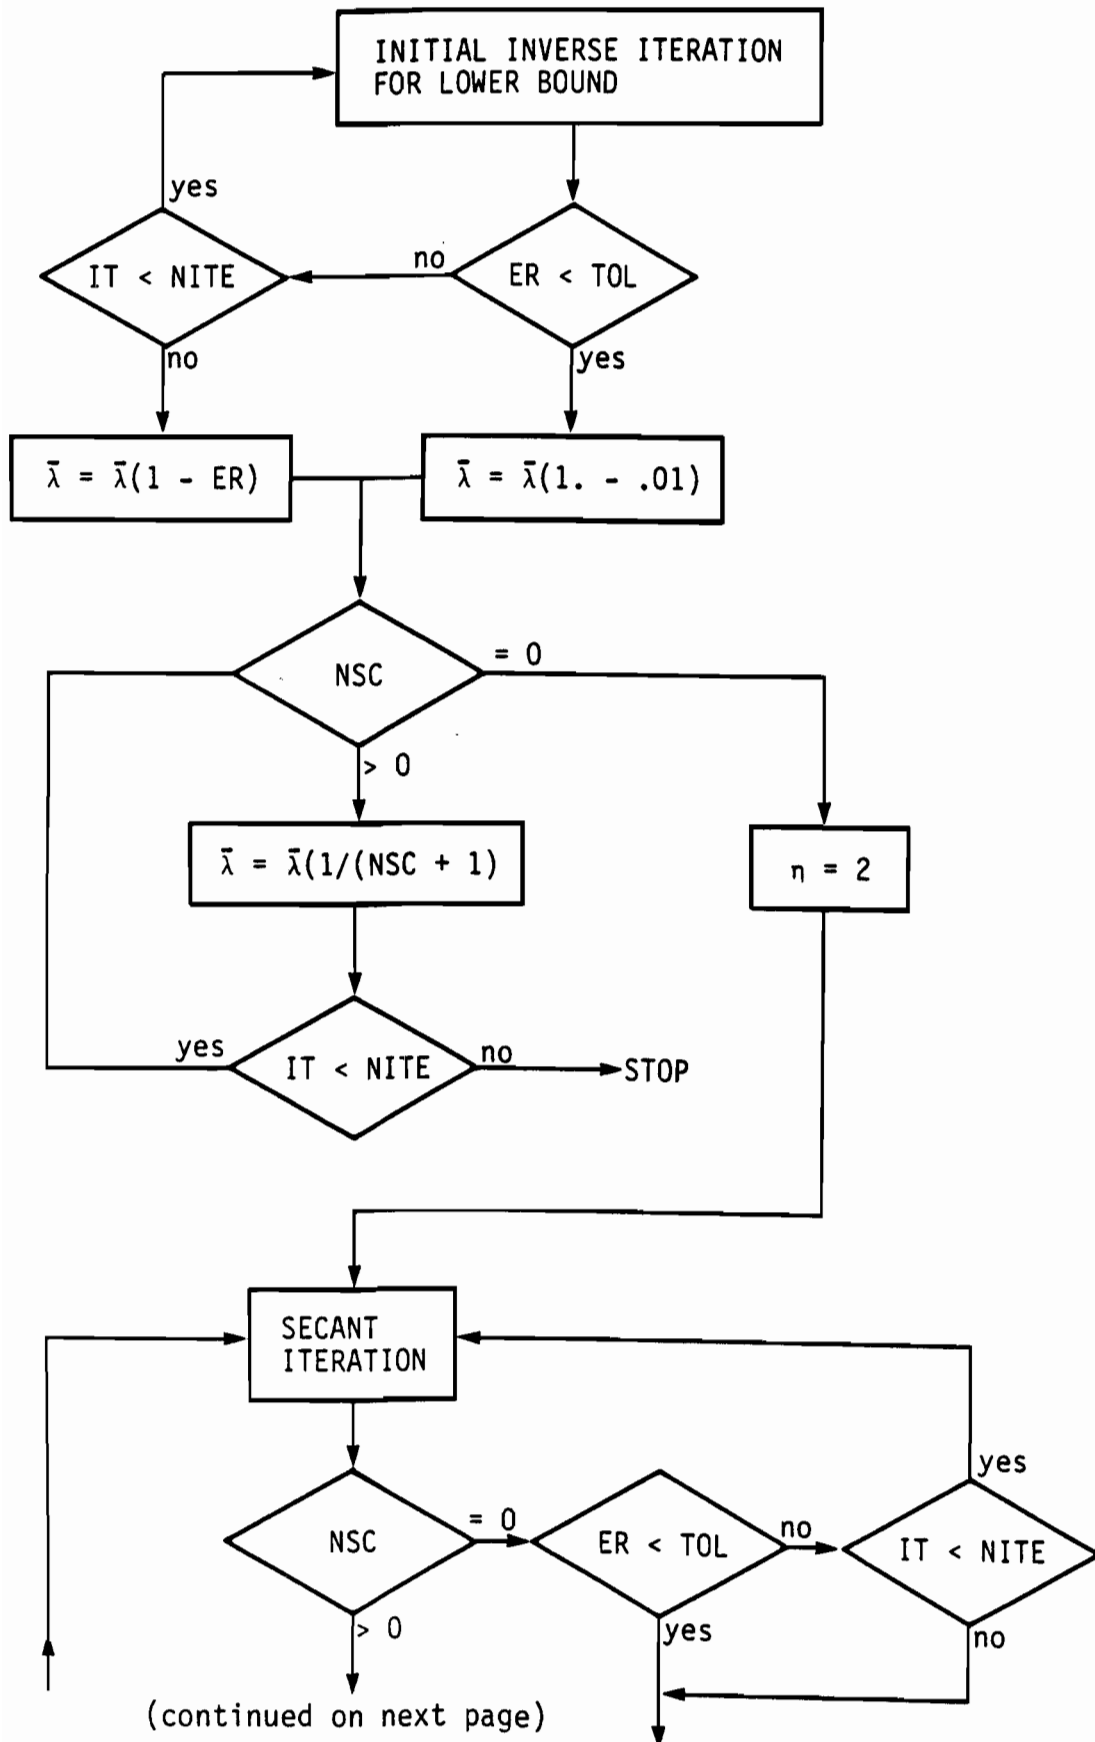 INITIAL INVERSE ITERATION
FOR LOWER BOUND
yes
IT < NITE
no
ER < TOL
no
yes
λ̄ = λ̄(1 - ER)
λ̄ = λ̄(1. - .01)
NSC
= 0
> 0
λ̄ = λ̄(1/(NSC + 1)
η = 2
yes
IT < NITE
no
STOP
SECANT
ITERATION
NSC
= 0
ER < TOL
no
IT < NITE
yes
> 0
yes
no
(continued on next page)